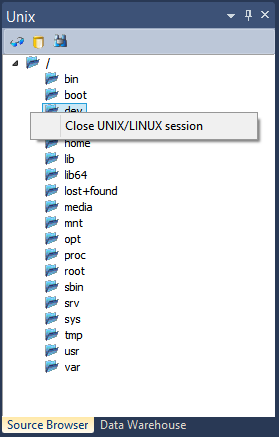 Unix
/
bin
boot
dev
Close UNIX/LINUX session
home
lib
lib64
lost+found
media
mnt
opt
proc
root
sbin
srv
sys
tmp
usr
var
Source Browser Data Warehouse